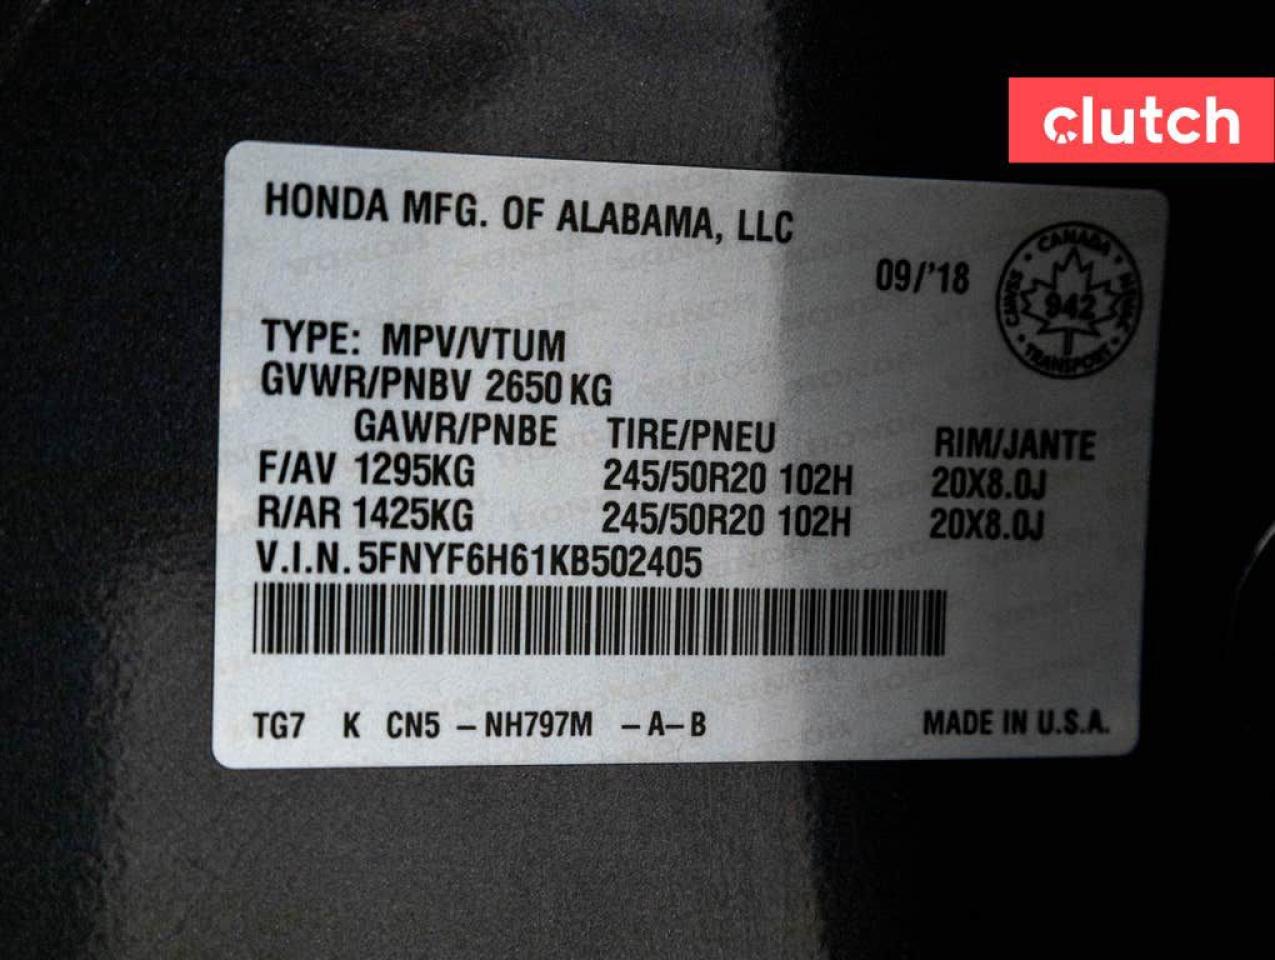 clutch
HONDA MFG. OF ALABAMA, LLC
09/'18
CANADA
942
TRANSPORT
TYPE: MPV/VTUM
GVWR/PNBV 2650 KG
GAWR/PNBE TIRE/PNEU RIM/JANTE
F/AV 1295KG 245/50R20 102H 20X8.0J
R/AR 1425KG 245/50R20 102H 20X8.0J
V.I.N. 5FNYF6H61KB502405
TG7 K CN5 – NH797M – A – B MADE IN U.S.A.